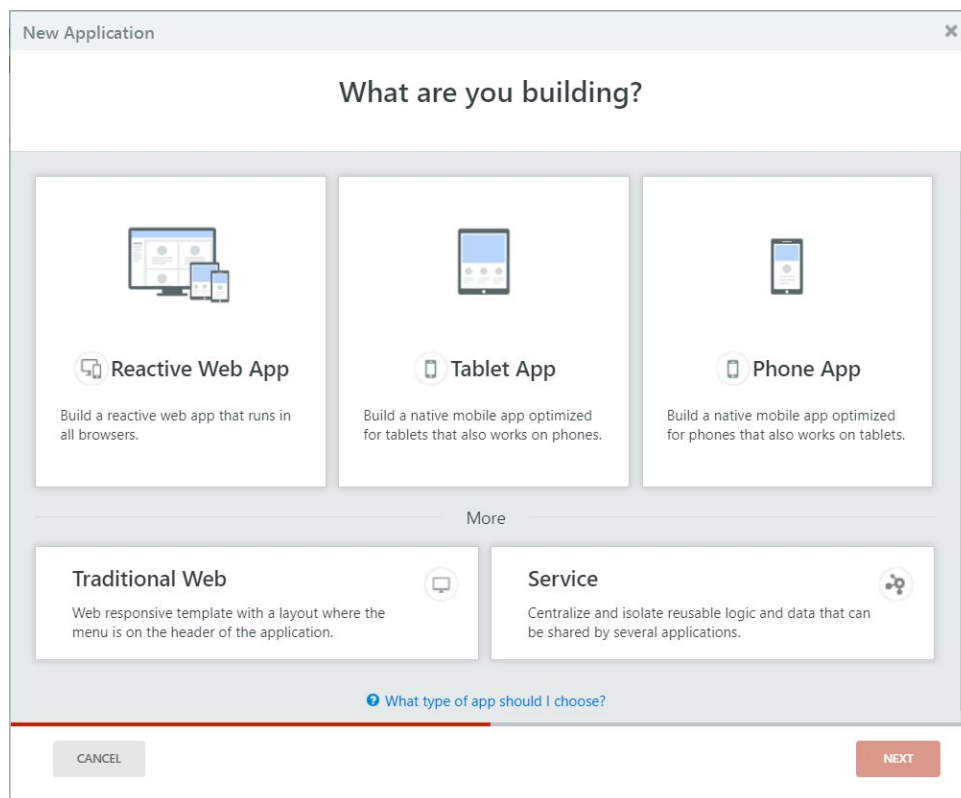 New Application
What are you building?
Reactive Web App
Build a reactive web app that runs in
all browsers.
Tablet App
Build a native mobile app optimized
for tablets that also works on phones.
Phone App
Build a native mobile app optimized
for phones that also works on tablets.
More
Traditional Web
Web responsive template with a layout where the
menu is on the header of the application.
Service
Centralize and isolate reusable logic and data that can
be shared by several applications.
What type of app should I choose?
CANCEL
NEXT